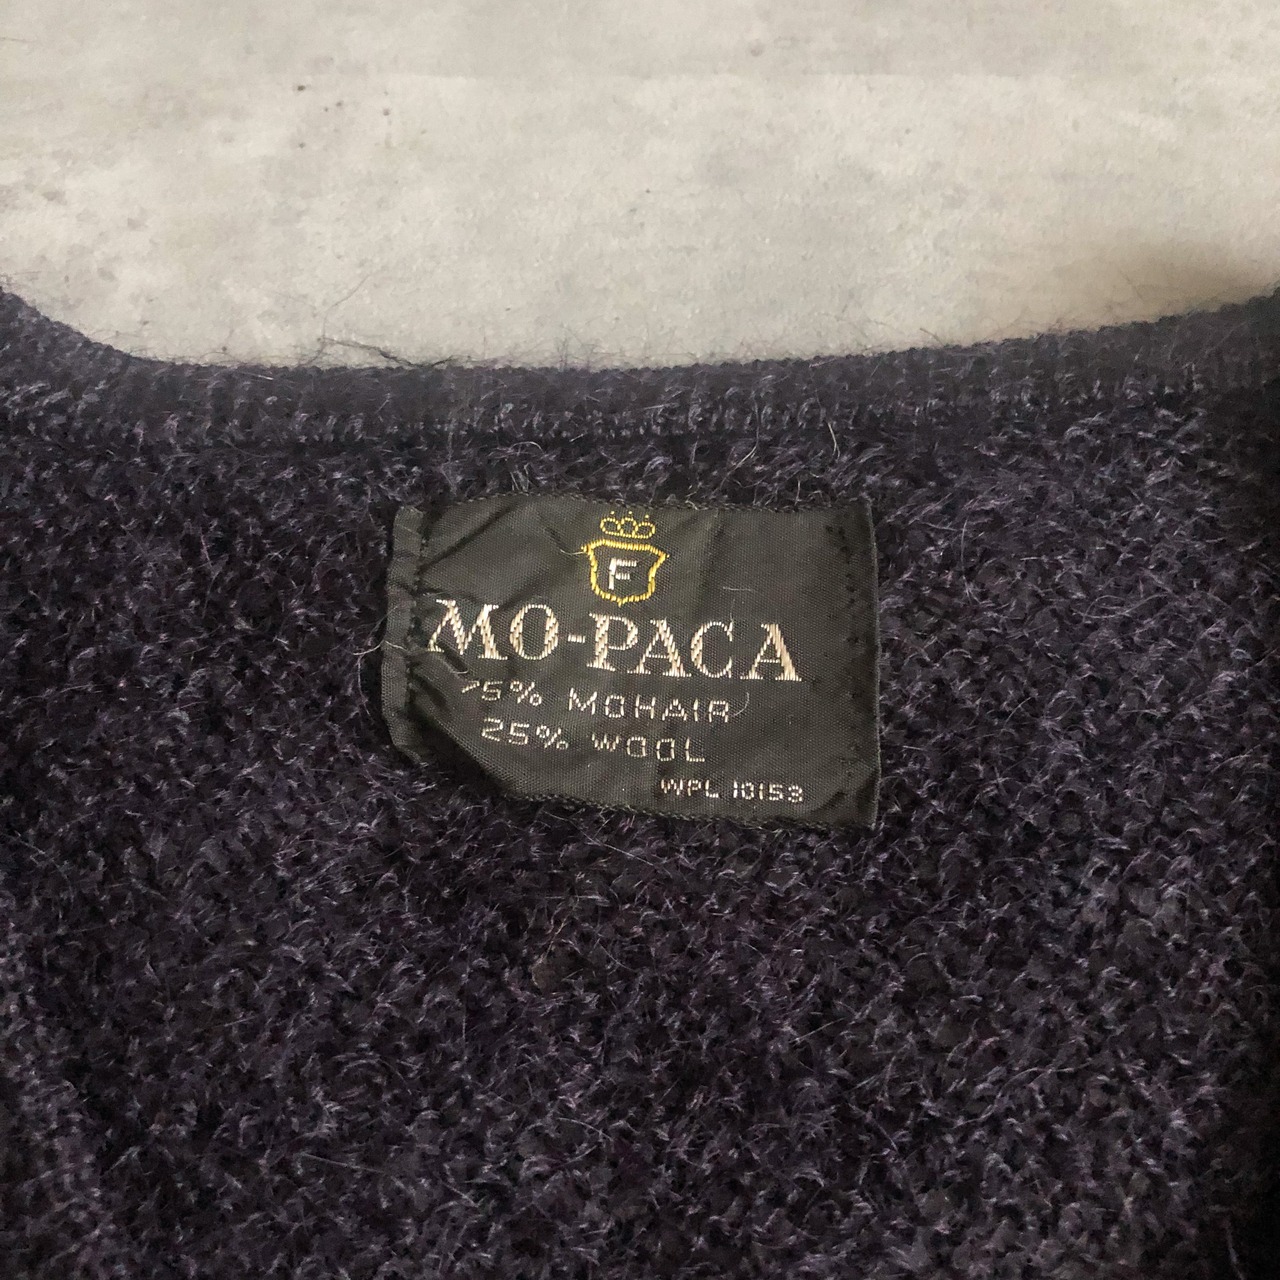 F
MO-PACA
75% MOHAIR
25% WOOL
WPL 10153